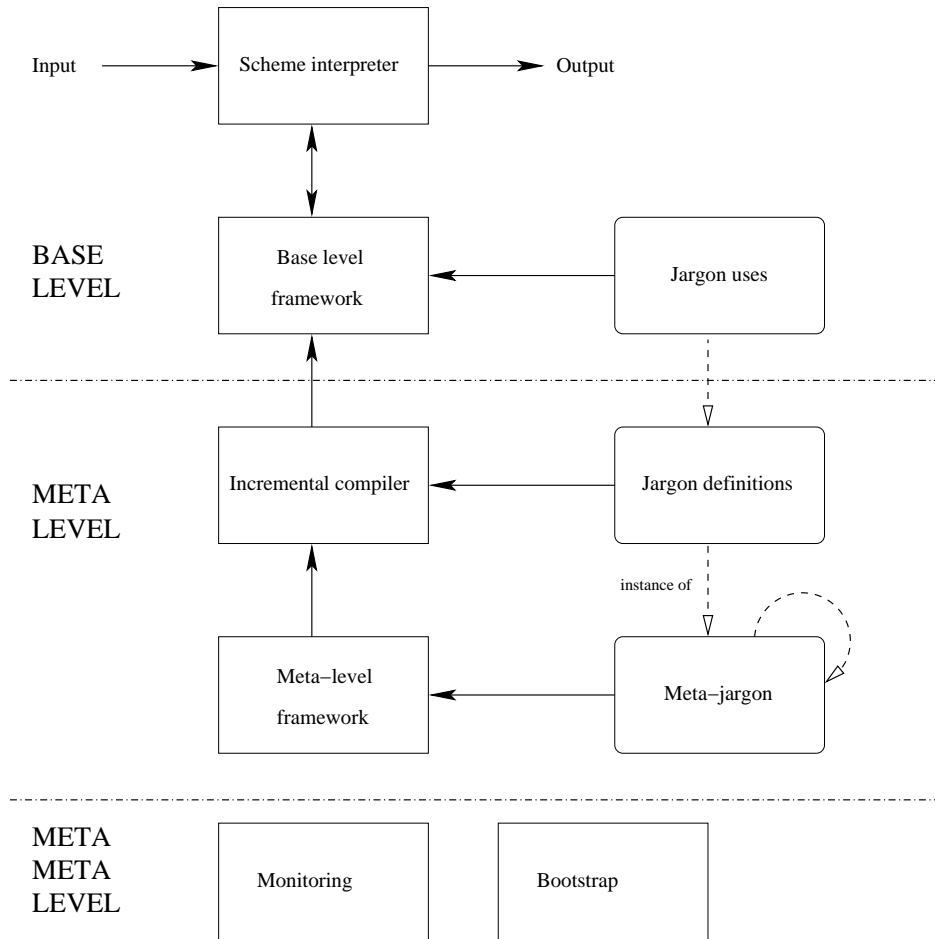 Input
Scheme interpreter
Output
BASE
LEVEL
Base level
framework
Jargon uses
META
LEVEL
Incremental compiler
Jargon definitions
instance of
Meta−level
framework
Meta−jargon
META
META
LEVEL
Monitoring
Bootstrap